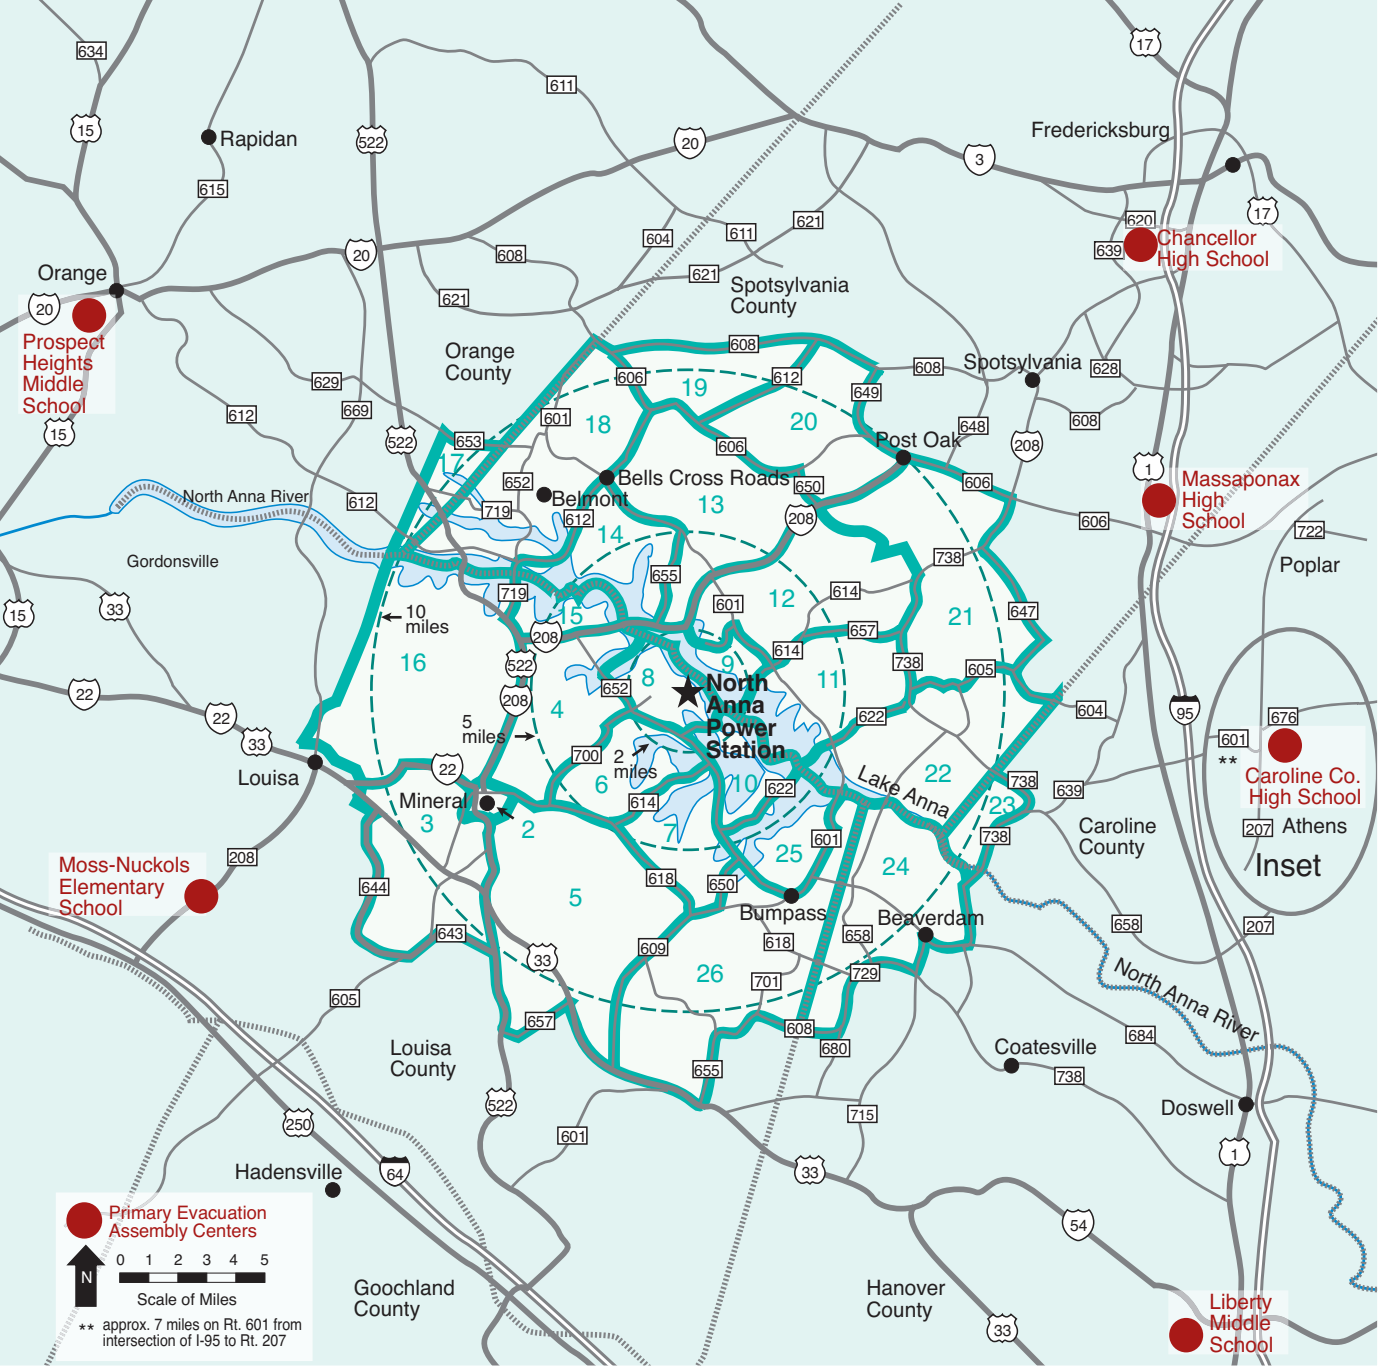 634
17
611
15
Rapidan
522
20
Fredericksburg
3
615
17
620
621
604
611
Chancellor
High School
639
608
20
Orange
621
Spotsylvania
County
621
20
Prospect
Heights
Middle
School
Orange
County
608
606
19
612
608
Spotsylvania
628
629
649
612
669
601
18
20
608
648
15
522
653
606
Post Oak
208
17
1
Massaponax
High
School
652
Bells Cross Roads
650
606
North Anna River
Belmont
612
719
612
13
208
606
722
14
Gordonsville
738
Poplar
655
719
614
15
33
10
miles
15
601
12
647
208
657
21
16
614
522
9
738
605
8
11
22
652
North
Anna
Power
Station
208
4
22
5
miles
622
604
95
676
33
2
miles
601
**
700
22
Louisa
6
10
Lake Anna
22
738
Caroline Co.
High School
622
639
Mineral
614
23
3
2
7
601
738
Caroline
County
207
Athens
25
208
24
Inset
Moss-Nuckols
Elementary
School
618
650
644
5
Bumpass
Beaverdam
658
207
643
609
618
658
33
26
701
729
North Anna River
605
657
608
684
680
Louisa
County
Coatesville
655
738
522
Doswell
715
250
601
1
Hadensville
64
33
Primary Evacuation
Assembly Centers
54
N
0 1 2 3 4 5
Scale of Miles
Goochland
County
Hanover
County
** approx. 7 miles on Rt. 601 from
intersection of I-95 to Rt. 207
33
Liberty
Middle
School